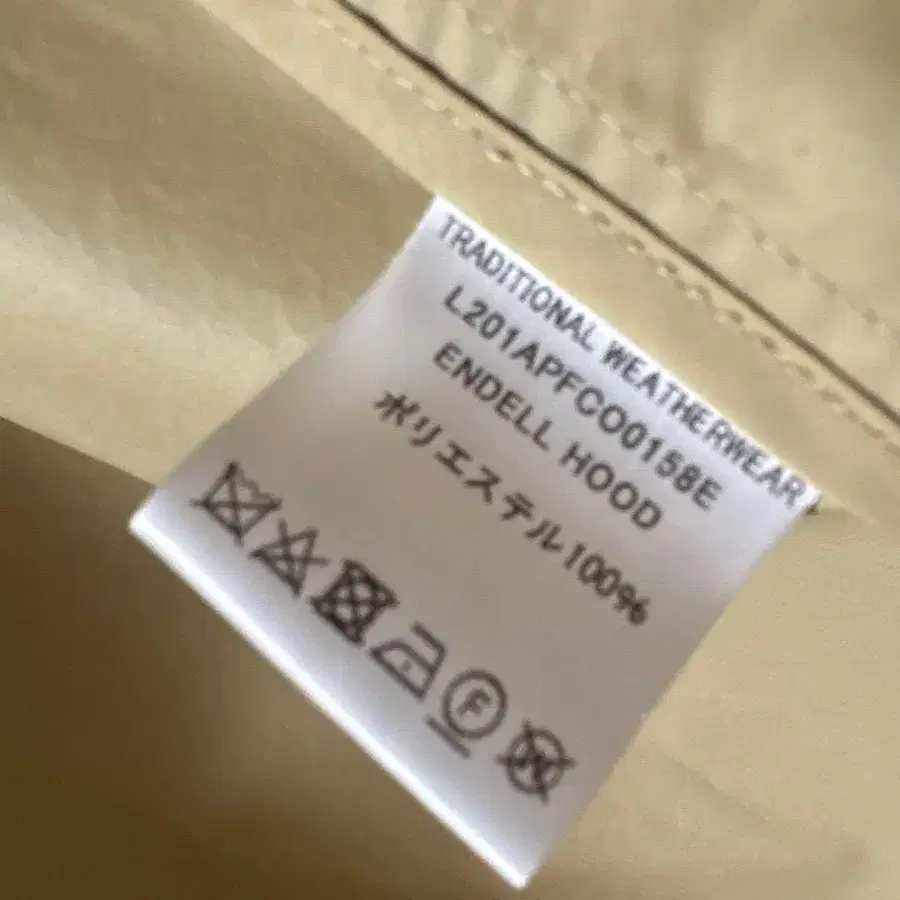 TRADITIONAL WEATHERWEAR
L201APFCO0158E
ENDELL HOOD
ポリエステル100%
F
W